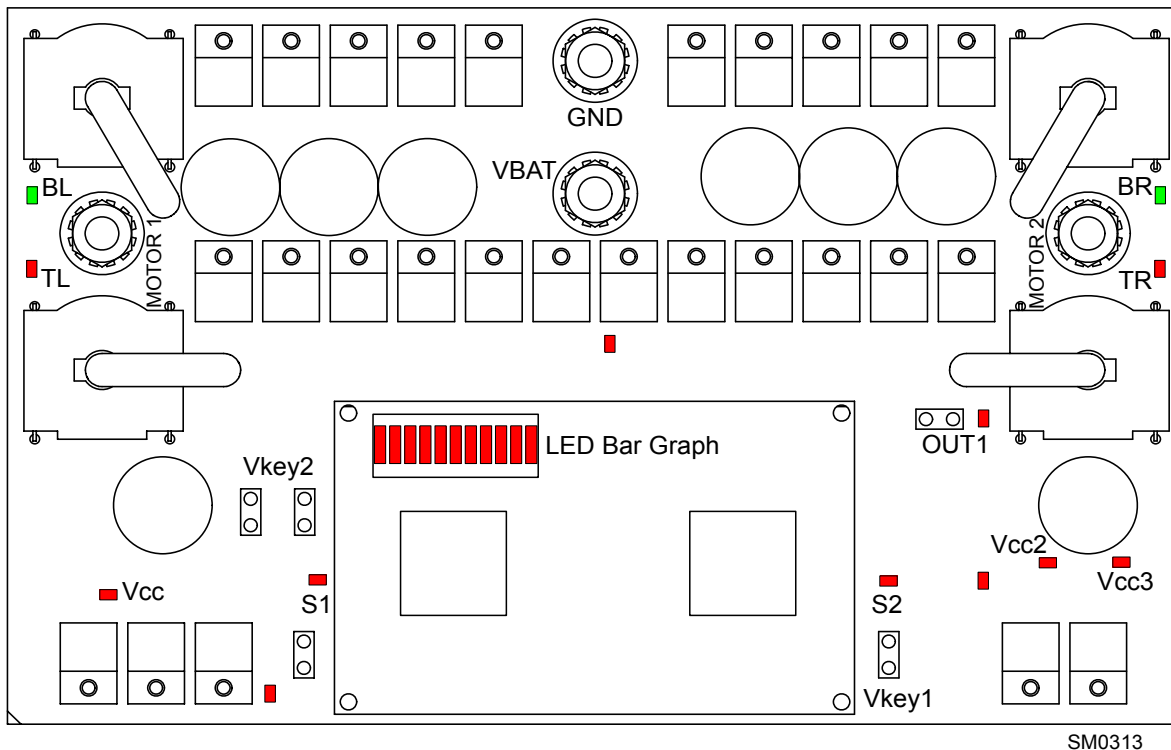 GND
VBAT
BL
BR
MOTOR 1
MOTOR 2
TL
TR
LED Bar Graph
OUT1
Vkey2
Vcc2
Vcc
S1
S2
Vcc3
Vkey1
SM0313